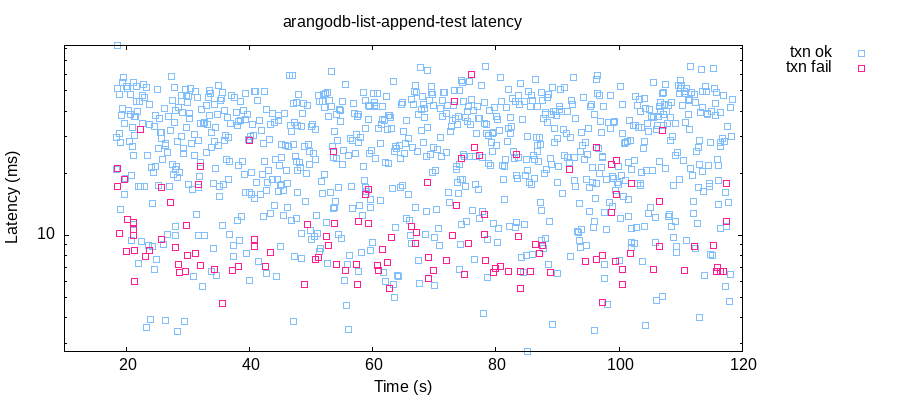 arangodb-list-append-test latency
txn ok
txn fail
Latency (ms)
10
20 40 60 80 100 120
Time (s)